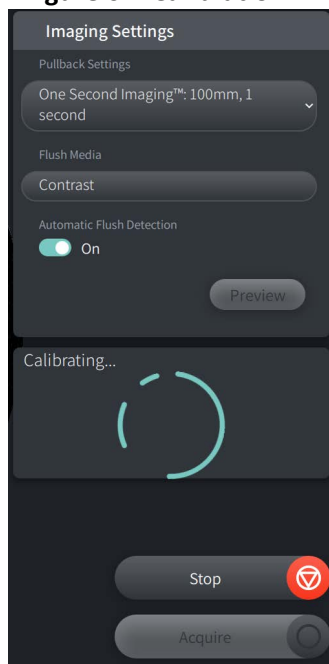 Imaging Settings
Pullback Settings
One Second Imaging™: 100mm, 1
second
Flush Media
Contrast
Automatic Flush Detection
On
Preview
Calibrating...
Stop
Acquire